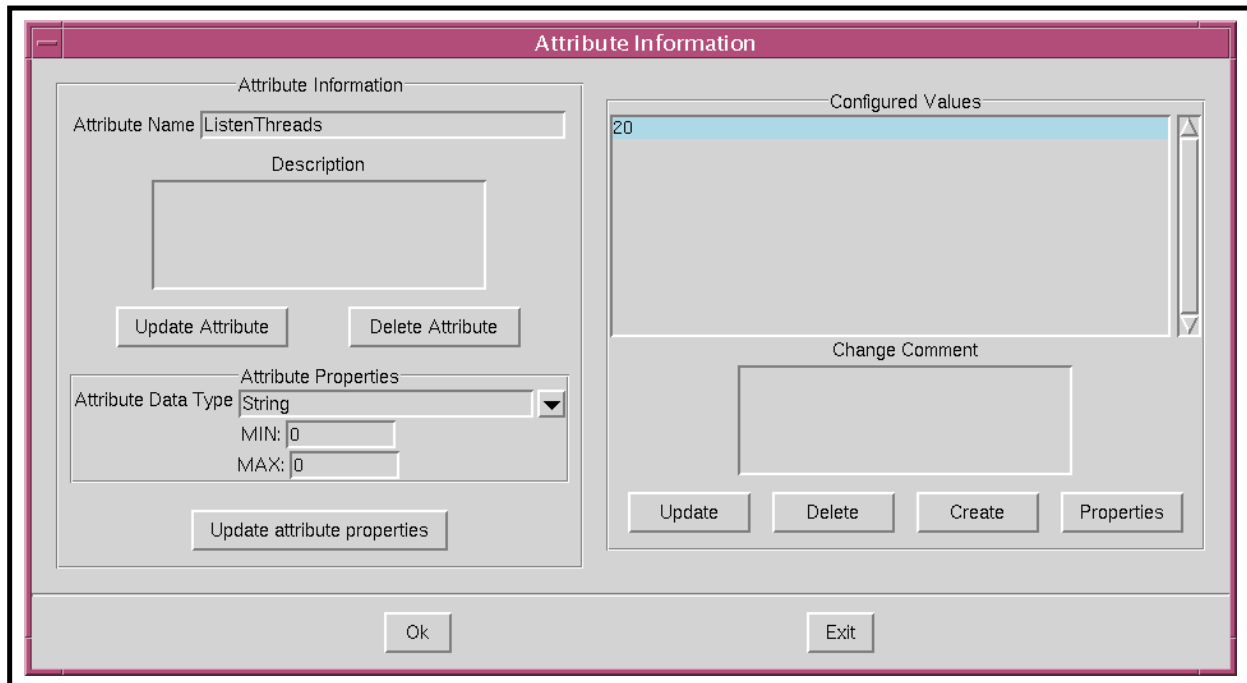 Attribute Information
Attribute Information
Attribute Name ListenThreads
Description
Update Attribute
Delete Attribute
Attribute Properties
Attribute Data Type String
MIN: 0
MAX: 0
Update attribute properties
Configured Values
20
Change Comment
Update
Delete
Create
Properties
Ok
Exit